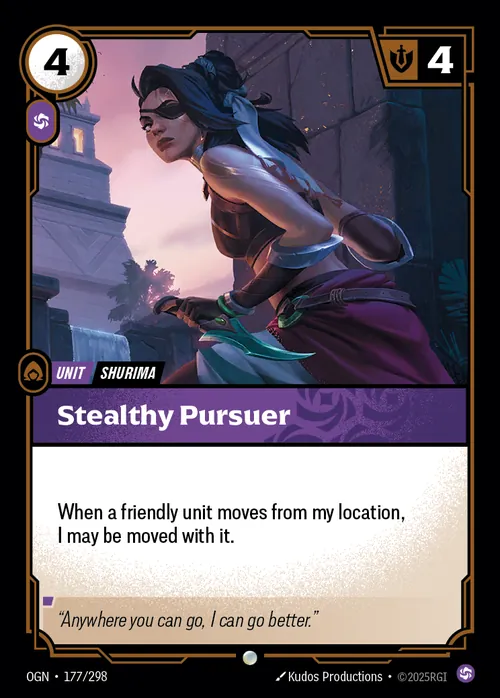 4
4
UNIT SHURIMA
Stealthy Pursuer
When a friendly unit moves from my location,
I may be moved with it.
“Anywhere you can go, I can go better.”
OGN • 177/298 Kudos Productions • ©2025RGI